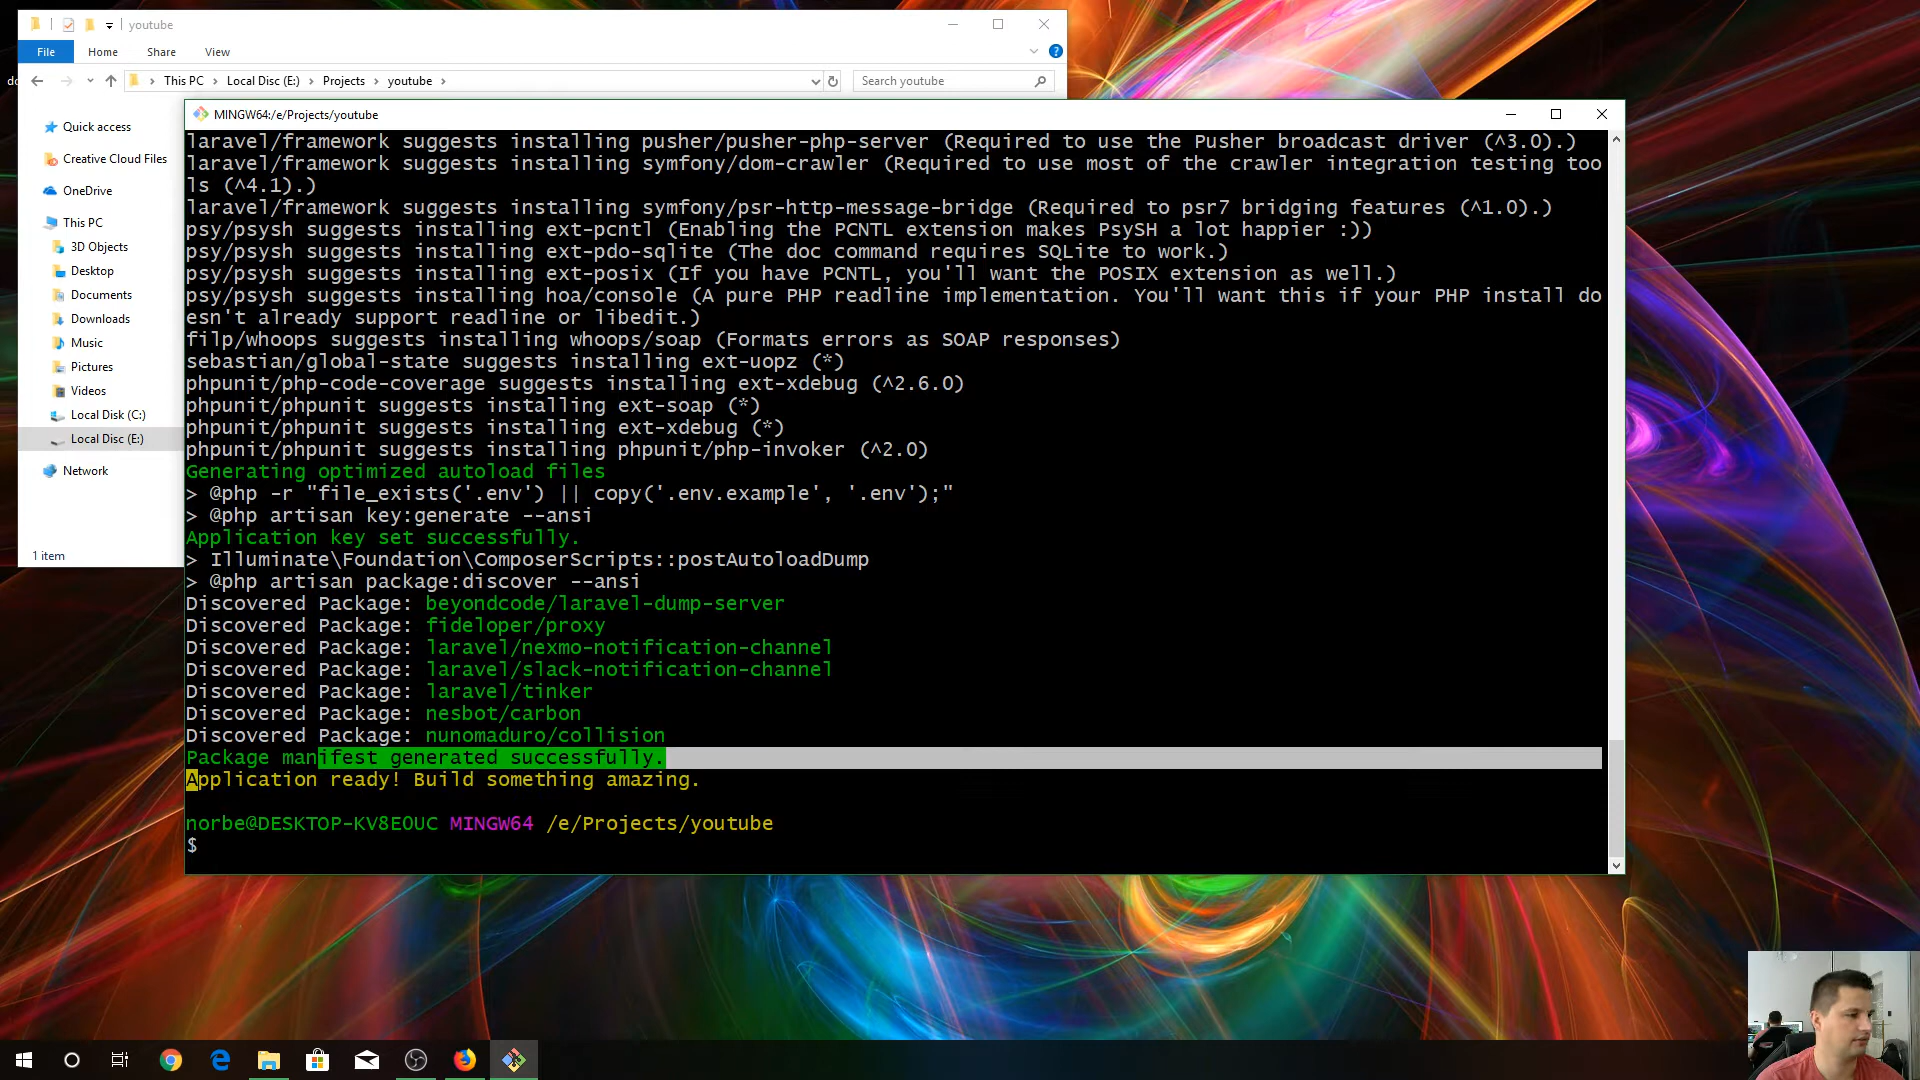 youtube
File Home Share View
This PC Local Disc (E:) Projects youtube
Search youtube
Quick access
Creative Cloud Files
OneDrive
This PC
3D Objects
Desktop
Documents
Downloads
Music
Pictures
Videos
Local Disk (C:)
Local Disc (E:)
Network
1 item
MINGW64:/e/Projects/youtube
laravel/framework suggests installing pusher/pusher-php-server (Required to use the Pusher broadcast driver (^3.0).)
laravel/framework suggests installing symfony/dom-crawler (Required to use most of the crawler integration testing too
ls (^4.1).)
laravel/framework suggests installing symfony/psr-http-message-bridge (Required to psr7 bridging features (^1.0).)
psy/psysh suggests installing ext-pcntl (Enabling the PCNTL extension makes PsySH a lot happier :))
psy/psysh suggests installing ext-pdo-sqlite (The doc command requires SQLite to work.)
psy/psysh suggests installing ext-posix (If you have PCNTL, you'll want the POSIX extension as well.)
psy/psysh suggests installing hoa/console (A pure PHP readline implementation. You'll want this if your PHP install do
esn't already support readline or libedit.)
filp/whoops suggests installing whoops/soap (Formats errors as SOAP responses)
sebastian/global-state suggests installing ext-uopz (*)
phpunit/php-code-coverage suggests installing ext-xdebug (^2.6.0)
phpunit/phpunit suggests installing ext-soap (*)
phpunit/phpunit suggests installing ext-xdebug (*)
phpunit/phpunit suggests installing phpunit/php-invoker (^2.0)
Generating optimized autoload files
> @php -r "file_exists('.env') || copy('.env.example', '.env');"
> @php artisan key:generate --ansi
Application key set successfully.
> Illuminate\Foundation\ComposerScripts::postAutoloadDump
> @php artisan package:discover --ansi
Discovered Package: beyondcode/laravel-dump-server
Discovered Package: fideloper/proxy
Discovered Package: laravel/nexmo-notification-channel
Discovered Package: laravel/slack-notification-channel
Discovered Package: laravel/tinker
Discovered Package: nesbot/carbon
Discovered Package: nunomaduro/collision
Package manifest generated successfully.
Application ready! Build something amazing.
norbe@DESKTOP-KV8EOUC MINGW64 /e/Projects/youtube
$